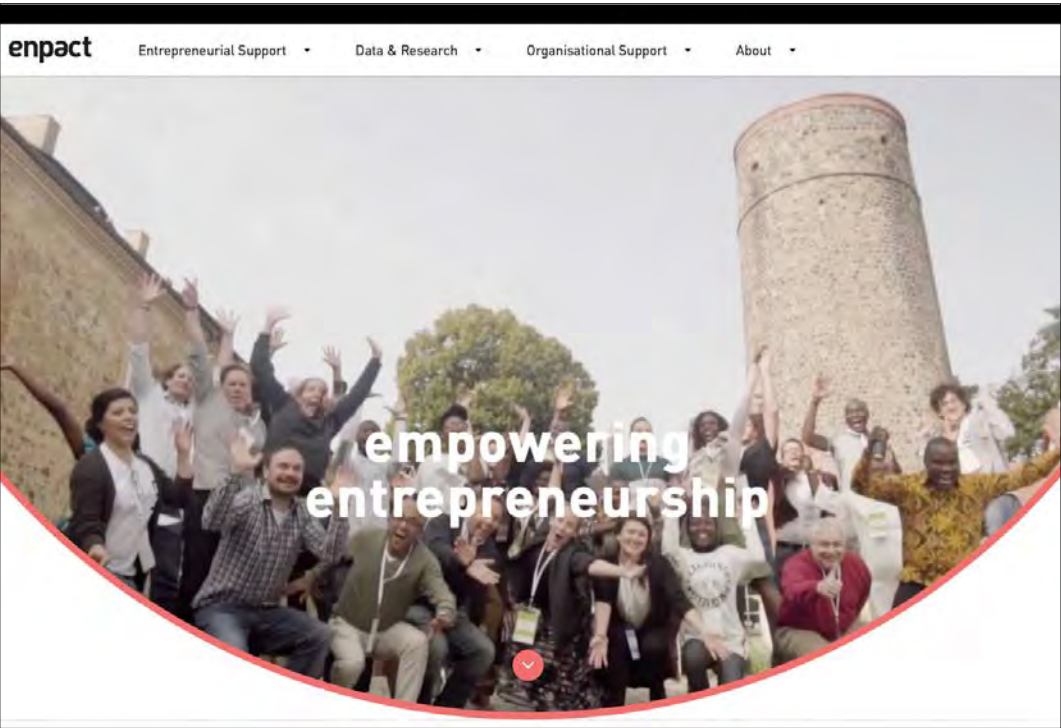 enpact
Entrepreneurial Support
Data & Research
Organisational Support
About
empowering
entrepreneurship